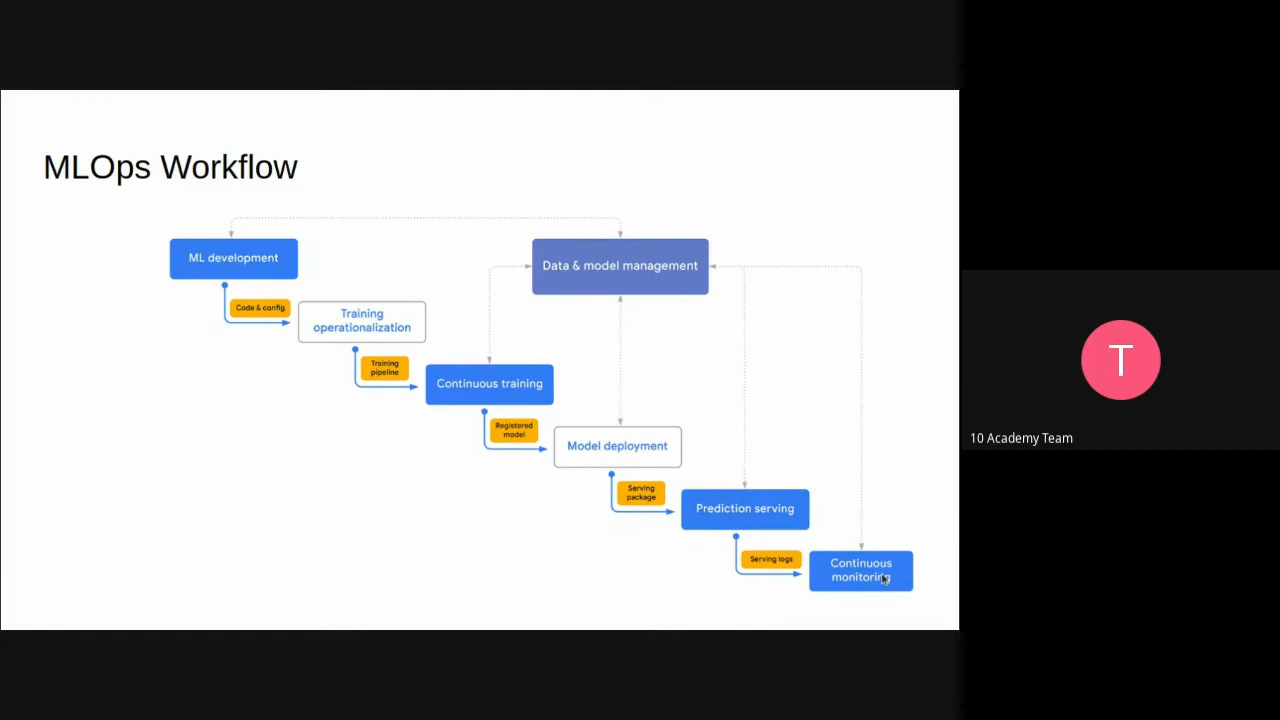 MLOps Workflow
ML development
Data & model management
Code & config
Training
operationalization
Training
pipeline
Continuous training
Registered
model
Model deployment
Serving
package
Prediction serving
Serving logs
Continuous
monitoring
T
10 Academy Team